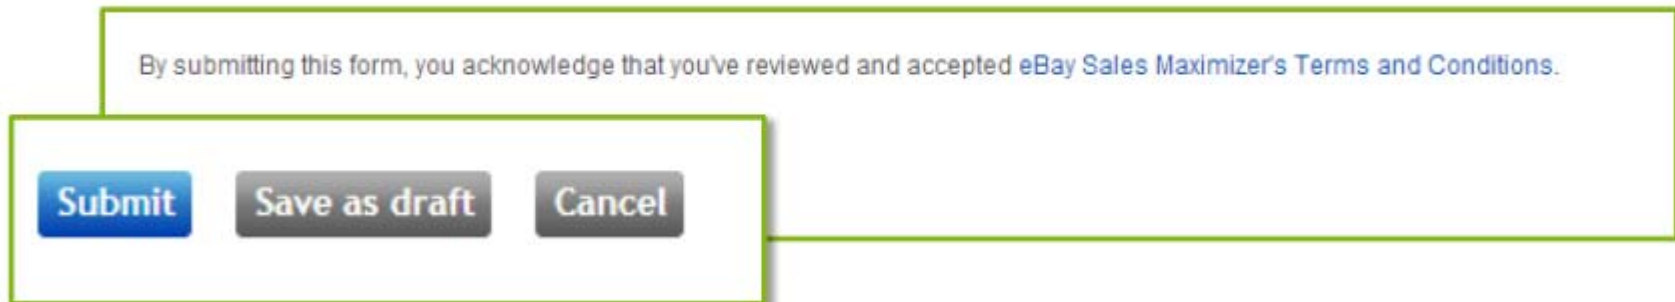 By submitting this form, you acknowledge that you've reviewed and accepted eBay Sales Maximizer's Terms and Conditions.
Submit Save as draft Cancel